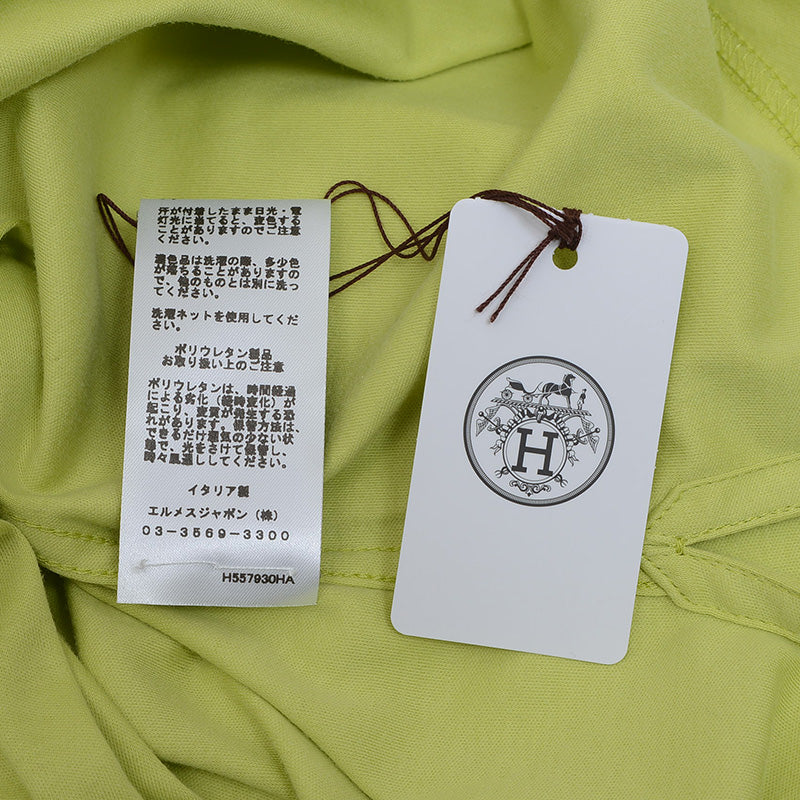 汗が付着したまま日光・電
灯光に当てると、変色する
ことがありますのでご注意
ください。
濃色品は洗濯の際、多少色
が落ちることがありますの
で、他のものとは別に洗っ
てください。
洗濯ネットを使用してくだ
さい。
ポリウレタン製品
お取り扱い上のご注意
ポリウレタンは、時間経過
による劣化（経時変化）が
起こり、変質が発生する恐
れがあります。保管方法は、
できるだけ湿気の少ない状
態で、光をさけて保管し、
時々風通ししてください。
イタリア製
エルメスジャポン（株）
03-3569-3300
H557930HA
H